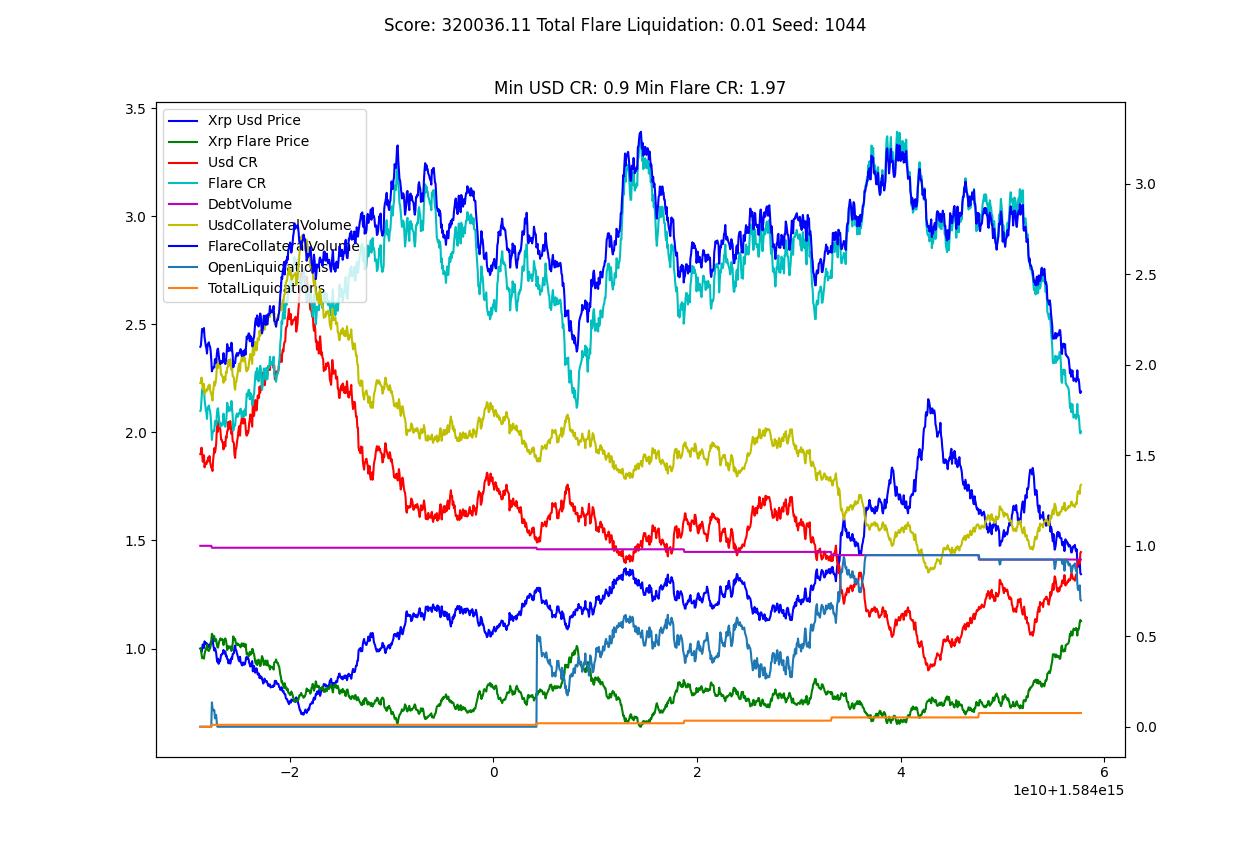 Score: 320036.11 Total Flare Liquidation: 0.01 Seed: 1044
Min USD CR: 0.9 Min Flare CR: 1.97
Xrp Usd Price
Xrp Flare Price
Usd CR
Flare CR
DebtVolume
UsdCollateralVolume
FlareCollateralVolume
OpenLiquidations
TotalLiquidations
3.5
3.0
2.5
2.0
1.5
1.0
3.0
2.5
2.0
1.5
1.0
0.5
0.0
−2 0 2 4 6
1e10+1.584e15